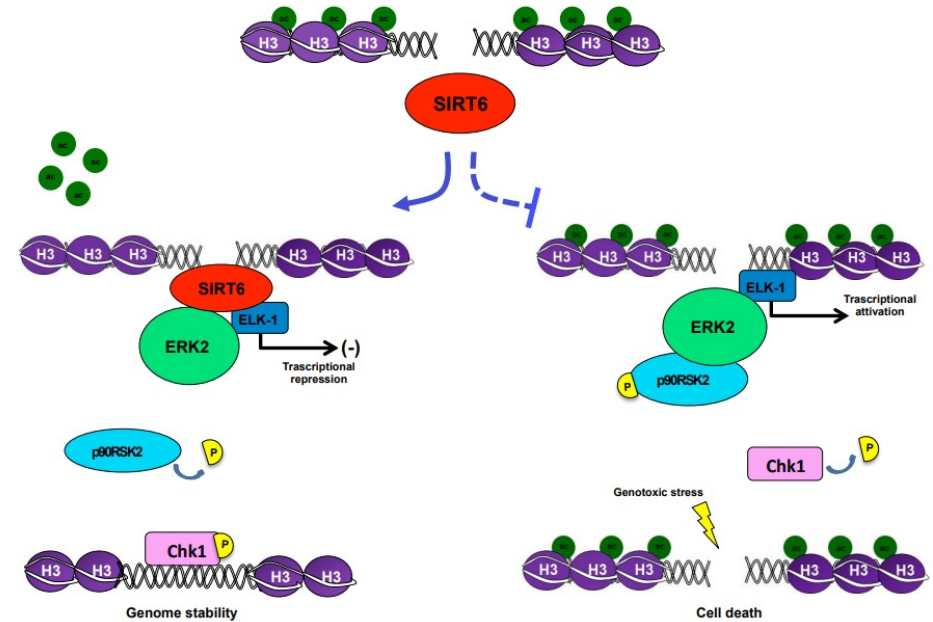 ac ac ac ac ac ac
H3 H3 H3 H3 H3 H3
SIRT6
ac
ac
ac
ac
ac ac ac ac ac ac
H3 H3 H3 H3 H3 H3
H3 H3 H3 H3 H3 H3
SIRT6
ELK-1
ERK2
(-)
Trascriptional
repression
ELK-1
Trascriptional
attivation
ERK2
p90RSK2
P
p90RSK2
P
Chk1
P
Genotoxic stress
Chk1
P
H3 H3 H3 H3
Genome stability
ac ac ac ac ac ac
H3 H3 H3 H3 H3 H3
Cell death